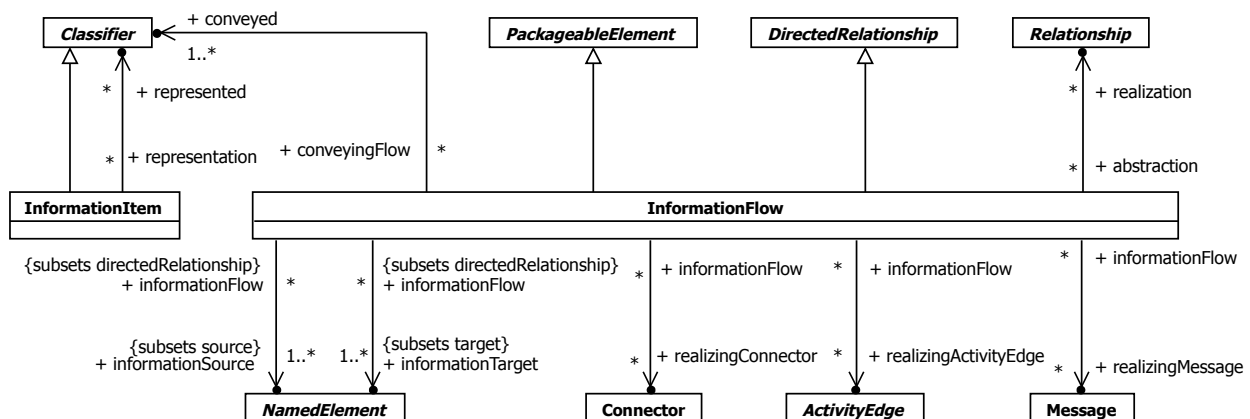 + conveyed
Classifier
PackageableElement
DirectedRelationship
Relationship
1..*
* + represented
* + realization
* + representation
+ conveyingFlow *
* + abstraction
InformationItem
InformationFlow
{subsets directedRelationship}
+ informationFlow *
{subsets directedRelationship}
* + informationFlow
* + informationFlow
* + informationFlow
* + informationFlow
{subsets source}
+ informationSource 1..*
{subsets target}
1..* + informationTarget
* + realizingConnector
* + realizingActivityEdge
* + realizingMessage
NamedElement
Connector
ActivityEdge
Message